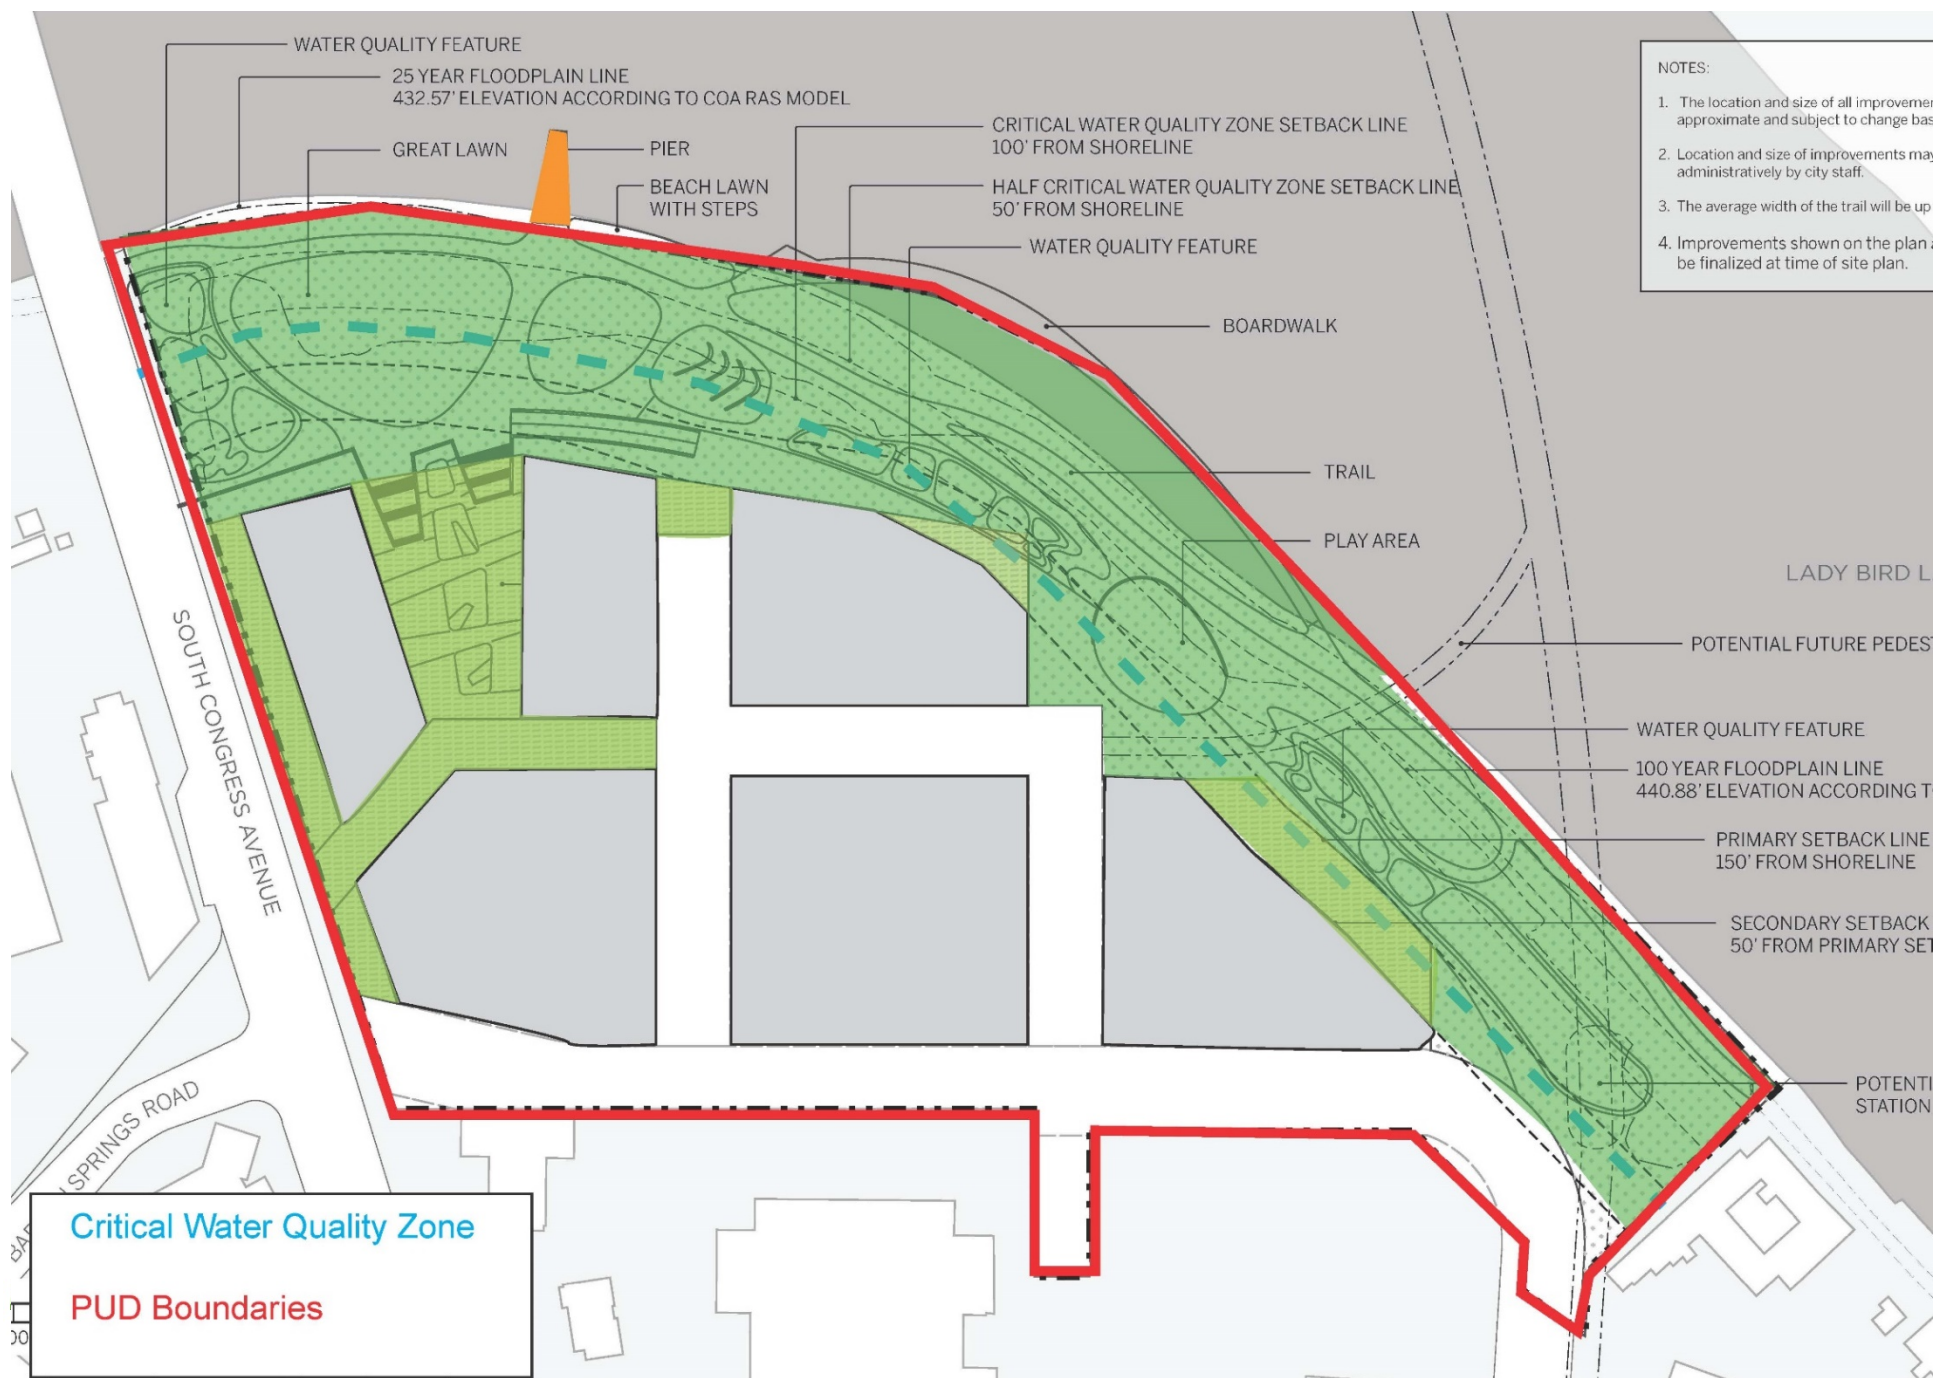 WATER QUALITY FEATURE
25 YEAR FLOODPLAIN LINE
432.57' ELEVATION ACCORDING TO COA RAS MODEL
GREAT LAWN
PIER
BEACH LAWN
WITH STEPS
CRITICAL WATER QUALITY ZONE SETBACK LINE
100' FROM SHORELINE
HALF CRITICAL WATER QUALITY ZONE SETBACK LINE
50' FROM SHORELINE
WATER QUALITY FEATURE
BOARDWALK
NOTES:
1. The location and size of all improvemen
approximate and subject to change bas
2. Location and size of improvements may
administratively by city staff.
3. The average width of the trail will be up
4. Improvements shown on the plan a
be finalized at time of site plan.
TRAIL
PLAY AREA
LADY BIRD L
POTENTIAL FUTURE PEDEST
WATER QUALITY FEATURE
100 YEAR FLOODPLAIN LINE
440.88' ELEVATION ACCORDING T
PRIMARY SETBACK LINE
150' FROM SHORELINE
SECONDARY SETBACK
50' FROM PRIMARY SET
POTENTI
STATION
SOUTH CONGRESS AVENUE
SPRINGS ROAD
Critical Water Quality Zone
PUD Boundaries